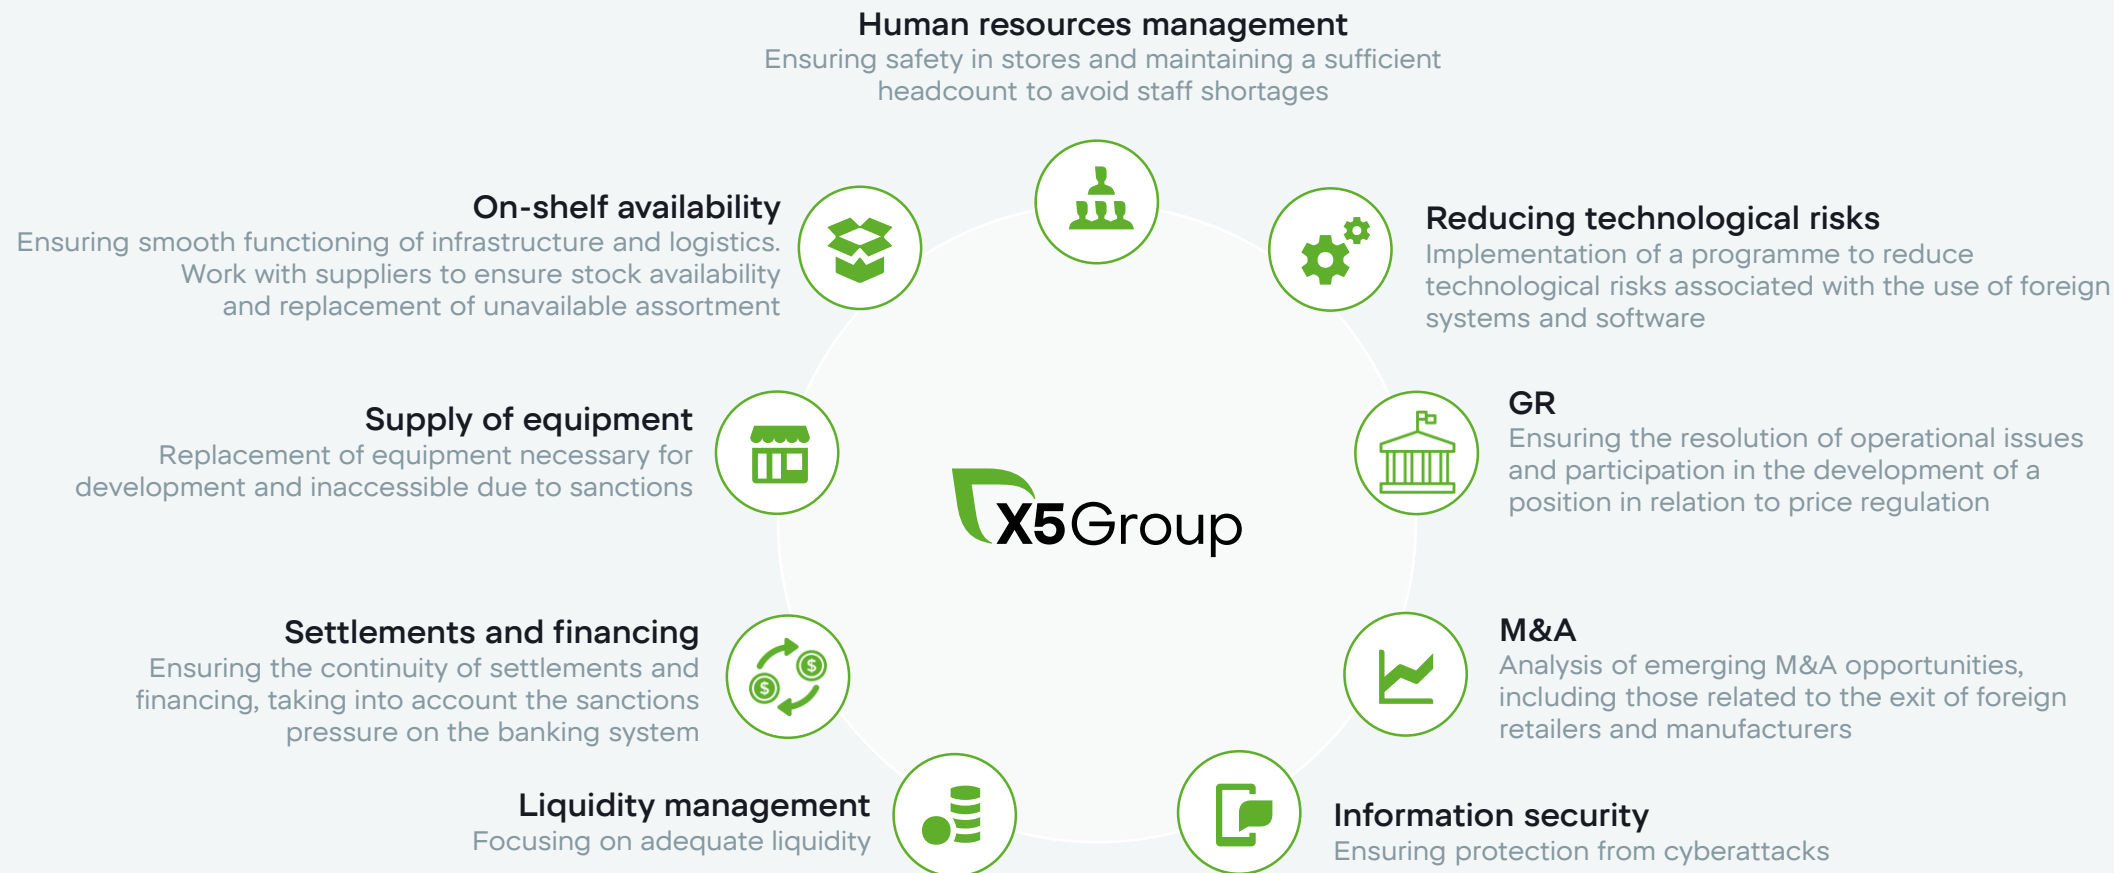 Human resources management
Ensuring safety in stores and maintaining a sufficient
headcount to avoid staff shortages
On-shelf availability
Ensuring smooth functioning of infrastructure and logistics.
Work with suppliers to ensure stock availability
and replacement of unavailable assortment
Reducing technological risks
Implementation of a programme to reduce
technological risks associated with the use of foreign
systems and software
Supply of equipment
Replacement of equipment necessary for
development and inaccessible due to sanctions
GR
Ensuring the resolution of operational issues
and participation in the development of a
position in relation to price regulation
X5Group
Settlements and financing
Ensuring the continuity of settlements and
financing, taking into account the sanctions
pressure on the banking system
$
$
M&A
Analysis of emerging M&A opportunities,
including those related to the exit of foreign
retailers and manufacturers
Liquidity management
Focusing on adequate liquidity
Information security
Ensuring protection from cyberattacks